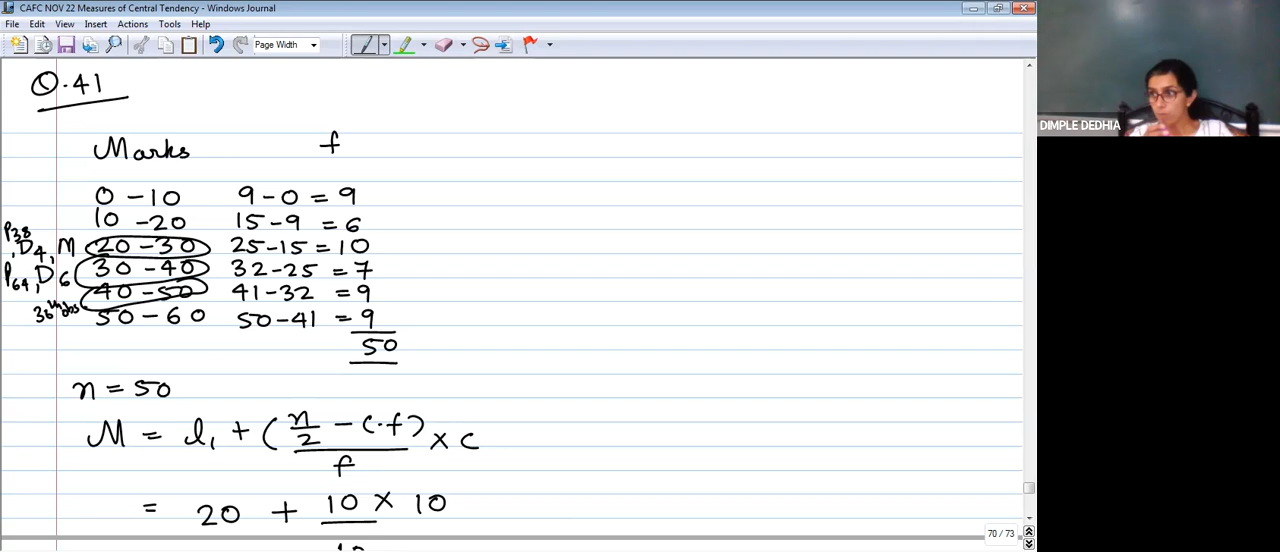 CAFC NOV 22 Measures of Central Tendency - Windows Journal
File Edit View Insert Actions Tools Help
Page Width
DIMPLE DEDHIA
Q.41
Marks f
0 - 10 9 - 0 = 9
10 - 20 15 - 9 = 6
P38
, D4, M 20 - 30 25 - 15 = 10
P64, D6 30 - 40 32 - 25 = 7
40 - 50 41 - 32 = 9
36th obs 50 - 60 50 - 41 = 9
50
n = 50
M = l1 + (n/2 - c.f) × c
f
= 20 + 10 × 10
10
70 / 73